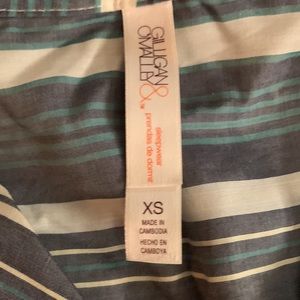 GILLIGAN &
O'MALLEY
sleepwear
prendas de dormir
XS
MADE IN
CAMBODIA
HECHO EN
CAMBOYA